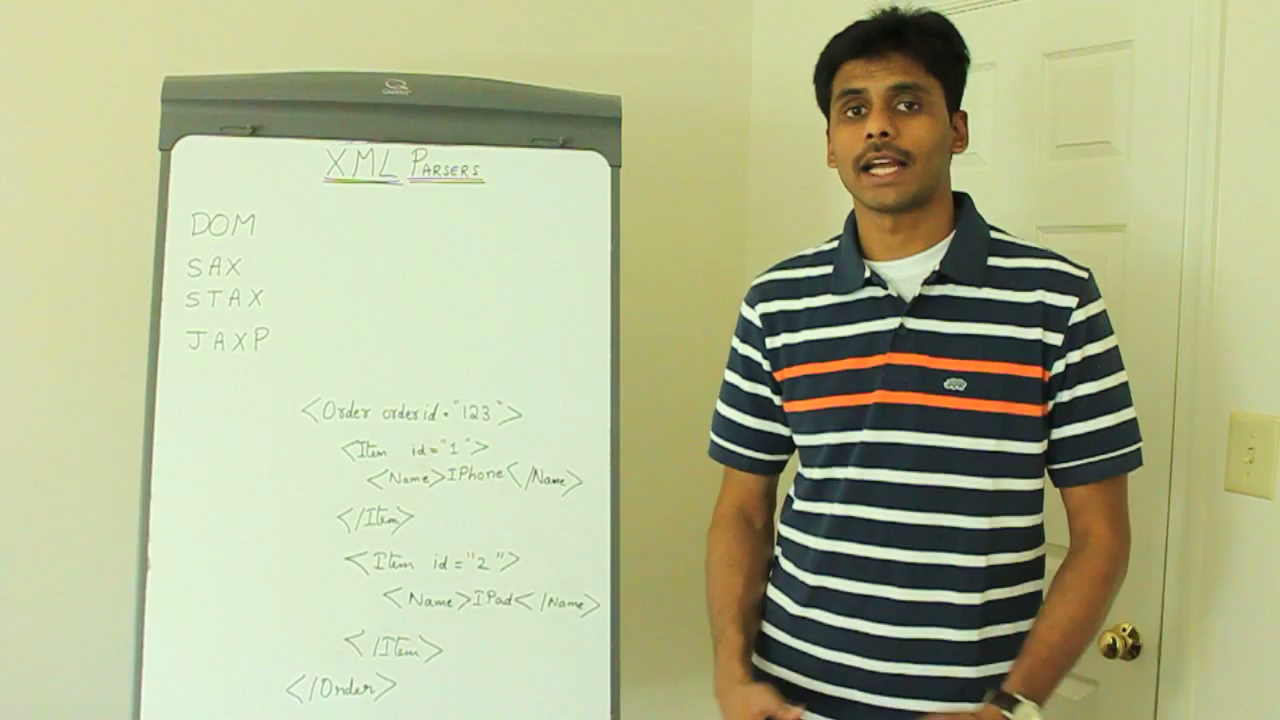 XML PARSERS
DOM
SAX
STAX
JAXP
<Order orderid="123">
<Item id="1">
<Name>IPhone</Name>
</Item>
<Item id="2">
<Name>IPad</Name>
</Item>
</Order>